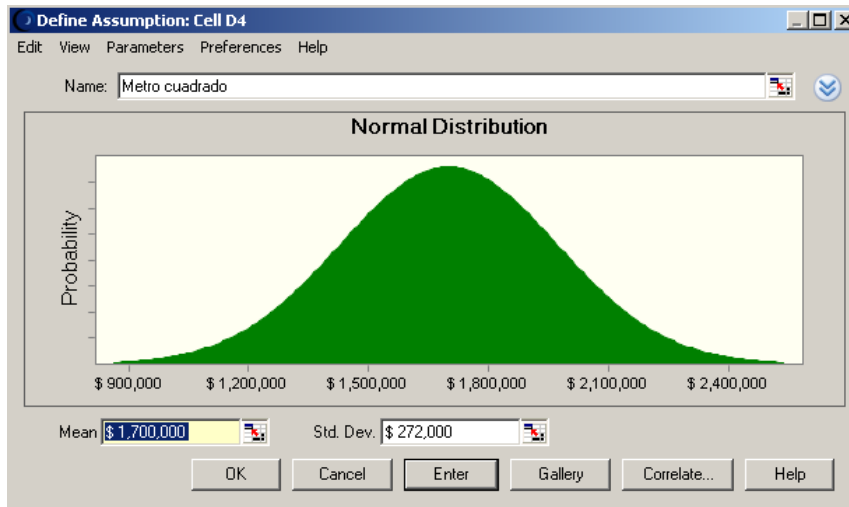 Define Assumption: Cell D4
Edit View Parameters Preferences Help
Name: Metro cuadrado
Normal Distribution
Probability
$ 900,000 $ 1,200,000 $ 1,500,000 $ 1,800,000 $ 2,100,000 $ 2,400,000
Mean $ 1,700,000 Std. Dev. $ 272,000
OK Cancel Enter Gallery Correlate... Help